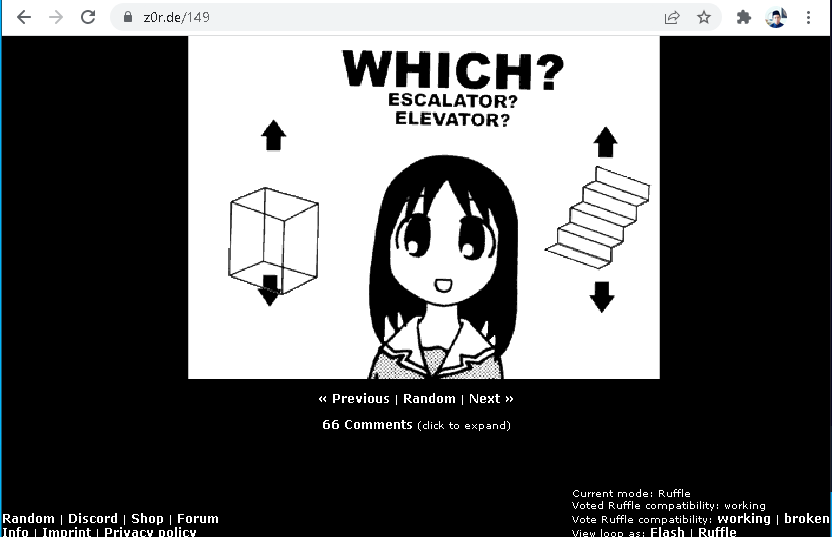 z0r.de/149
WHICH?
ESCALATOR?
ELEVATOR?
« Previous | Random | Next »
66 Comments (click to expand)
Current mode: Ruffle
Voted Ruffle compatibility: working
Random | Discord | Shop | Forum
Vote Ruffle compatibility: working | broken
Info | Imprint | Privacy policy
View loop as: Flash | Ruffle